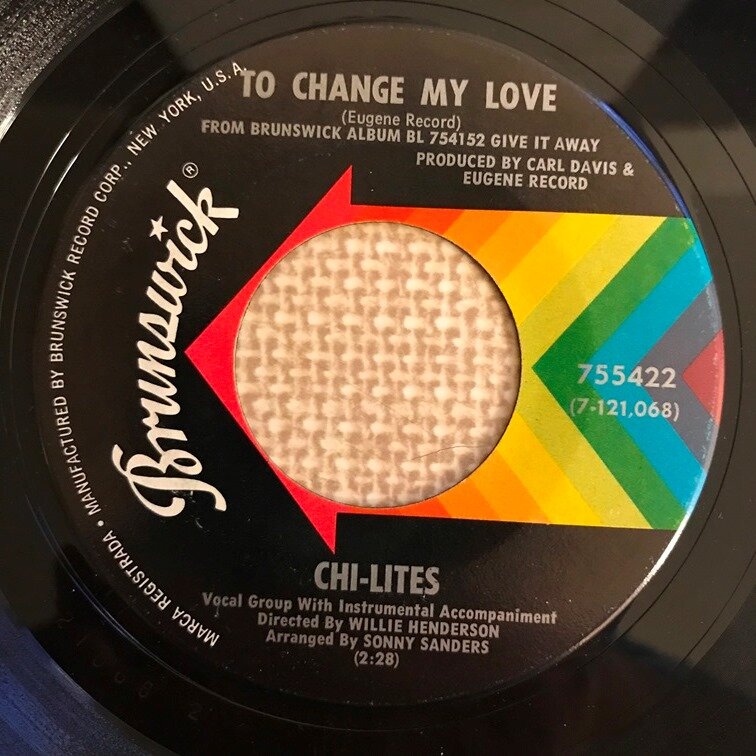 TO CHANGE MY LOVE
(Eugene Record)
FROM BRUNSWICK ALBUM BL 754152 GIVE IT AWAY
PRODUCED BY CARL DAVIS &
EUGENE RECORD
Brunswick®
MARCA REGISTRADA • MANUFACTURED BY BRUNSWICK RECORD CORP., NEW YORK, U.S.A.
755422
(7-121,068)
CHI-LITES
Vocal Group With Instrumental Accompaniment
Directed By WILLIE HENDERSON
Arranged By SONNY SANDERS
(2:28)